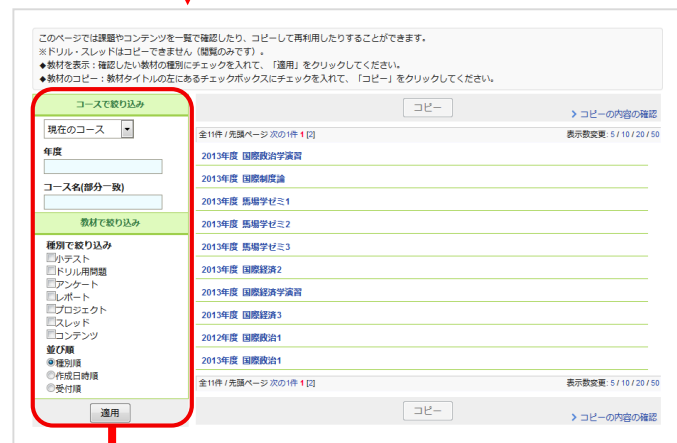 このページでは課題やコンテンツを一覧で確認したり、コピーして再利用したりすることができます。
※ドリル・スレッドはコピーできません（閲覧のみです）。
◆教材を表示：確認したい教材の種別にチェックを入れて、「適用」をクリックしてください。
◆教材のコピー：教材タイトルの左にあるチェックボックスにチェックを入れて、「コピー」をクリックしてください。
コースで絞り込み
現在のコース
年度
コース名(部分一致)
教材で絞り込み
種別で絞り込み
小テスト
ドリル用問題
アンケート
レポート
プロジェクト
スレッド
コンテンツ
並び順
種別順
作成日時順
受付順
適用
コピー
コピーの内容の確認
全11件 / 先頭ページ 次の1件 1 [2]
表示数変更: 5 / 10 / 20 / 50
2013年度 国際政治学演習
2013年度 国際制度論
2013年度 馬場学ゼミ1
2013年度 馬場学ゼミ2
2013年度 馬場学ゼミ3
2013年度 国際経済2
2013年度 国際経済学演習
2013年度 国際経済3
2012年度 国際政治1
2013年度 国際政治1
全11件 / 先頭ページ 次の1件 1 [2]
表示数変更: 5 / 10 / 20 / 50
コピー
コピーの内容の確認